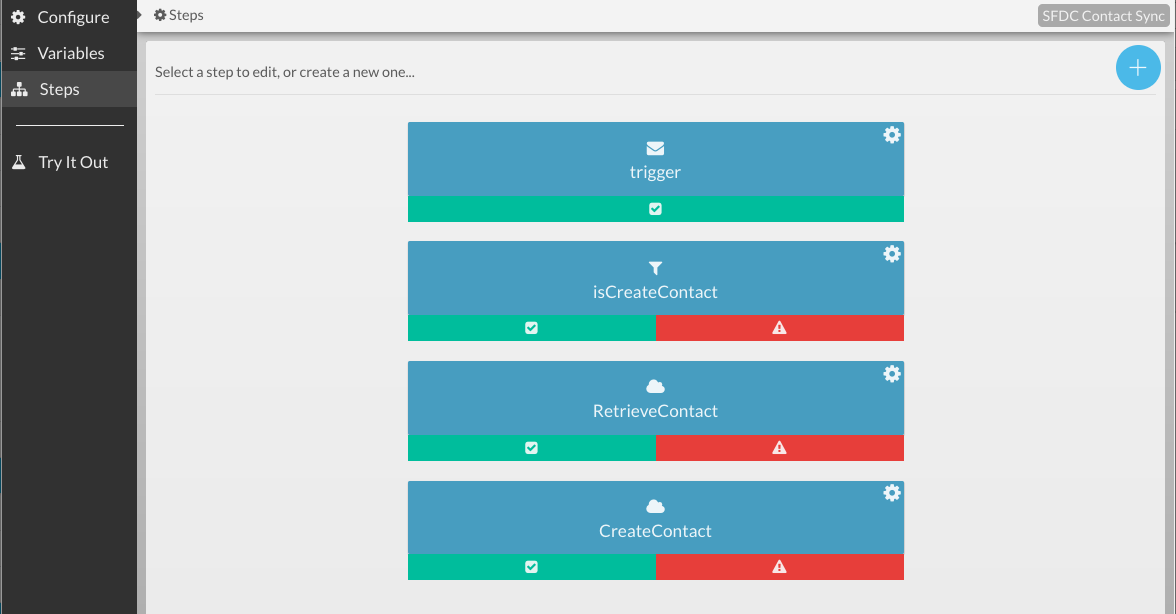 Configure
Variables
Steps
Try It Out
Steps
SFDC Contact Sync
Select a step to edit, or create a new one...
trigger
isCreateContact
RetrieveContact
CreateContact